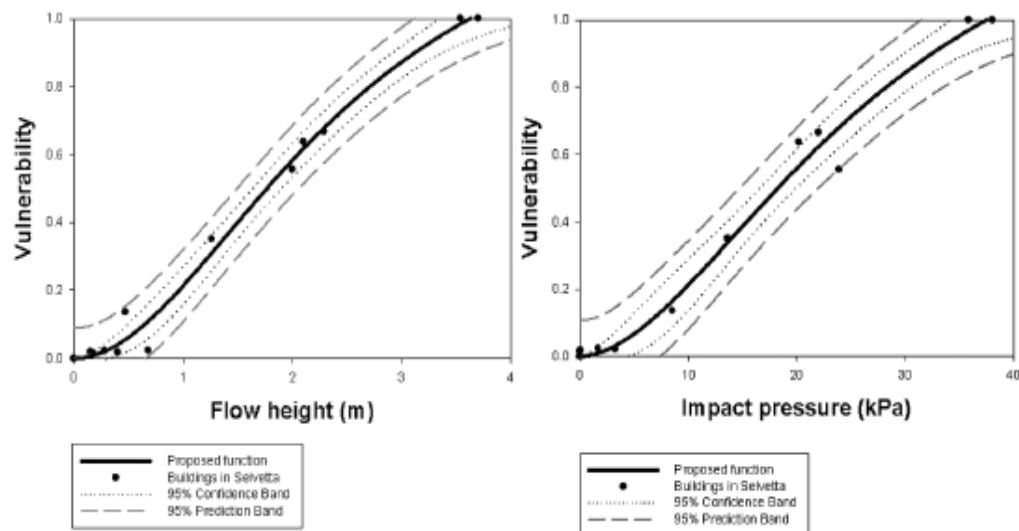 1.0
0.8
0.6
0.4
0.2
0.0
Vulnerability
0 1 2 3 4
Flow height (m)
Proposed function
Buildings in Selvetta
95% Confidence Band
95% Prediction Band
1.0
0.8
0.6
0.4
0.2
0.0
Vulnerability
0 10 20 30 40
Impact pressure (kPa)
Proposed function
Buildings in Selvetta
95% Confidence Band
95% Prediction Band